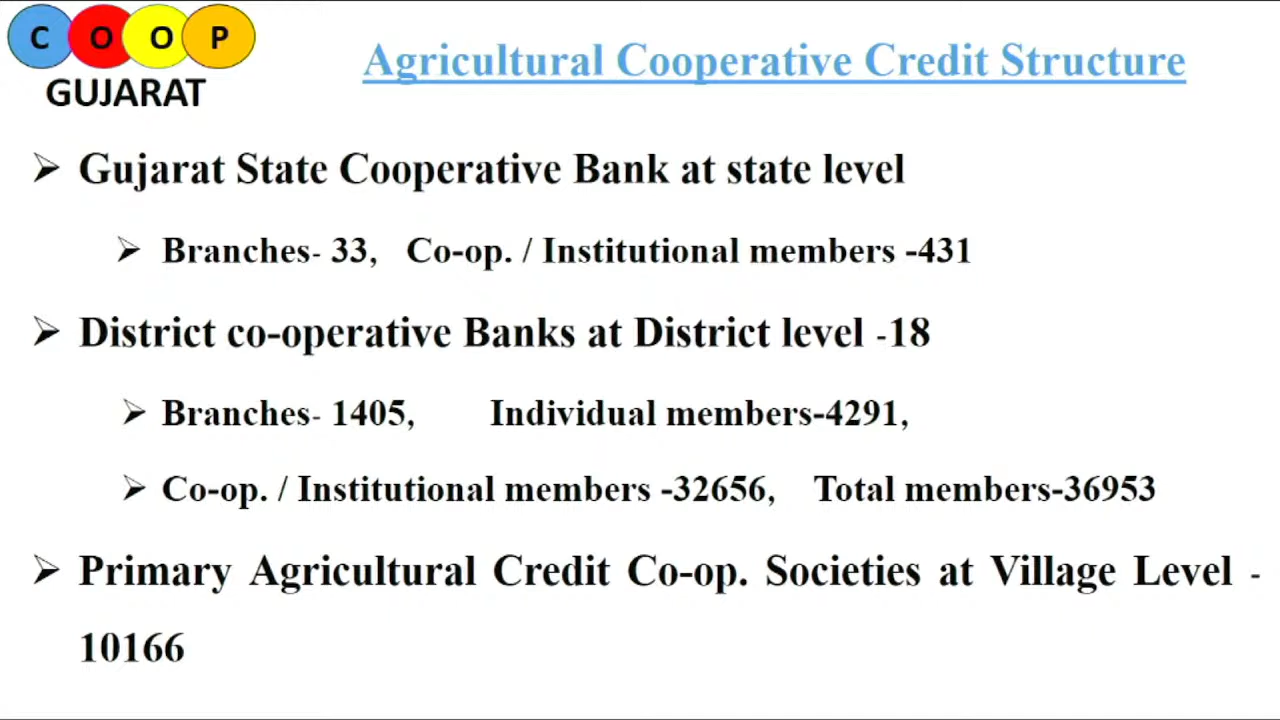 COOP
GUJARAT
Agricultural Cooperative Credit Structure
➢ Gujarat State Cooperative Bank at state level
➢ Branches- 33, Co-op. / Institutional members -431
➢ District co-operative Banks at District level -18
➢ Branches- 1405, Individual members-4291,
➢ Co-op. / Institutional members -32656, Total members-36953
➢ Primary Agricultural Credit Co-op. Societies at Village Level -
10166